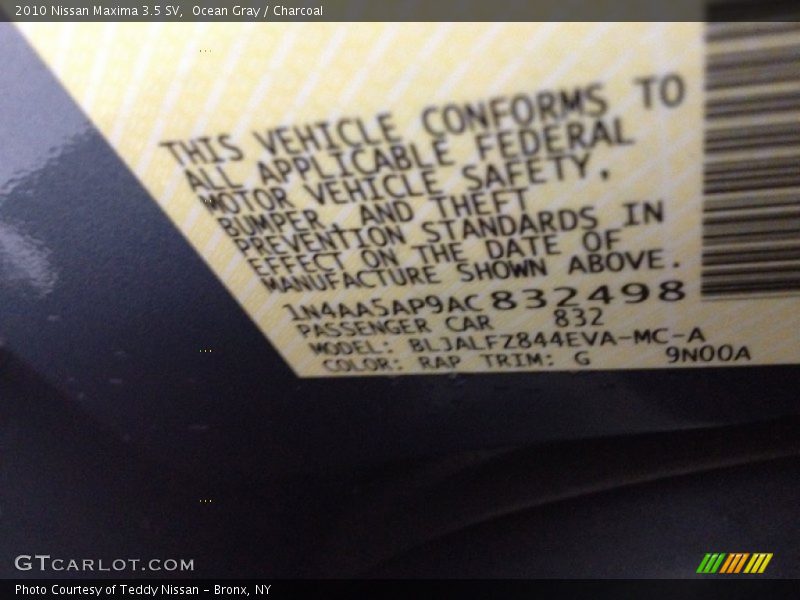 2010 Nissan Maxima 3.5 SV,  Ocean Gray / Charcoal
THIS VEHICLE CONFORMS TO
ALL APPLICABLE FEDERAL
MOTOR VEHICLE SAFETY,
BUMPER, AND THEFT
PREVENTION STANDARDS IN
EFFECT ON THE DATE OF
MANUFACTURE SHOWN ABOVE.
1N4AA5AP9AC832498
PASSENGER CAR 832
MODEL: BLJALFZ844EVA-MC-A
COLOR: RAP TRIM: G 9N00A
GTCARLOT.COM
Photo Courtesy of Teddy Nissan – Bronx, NY